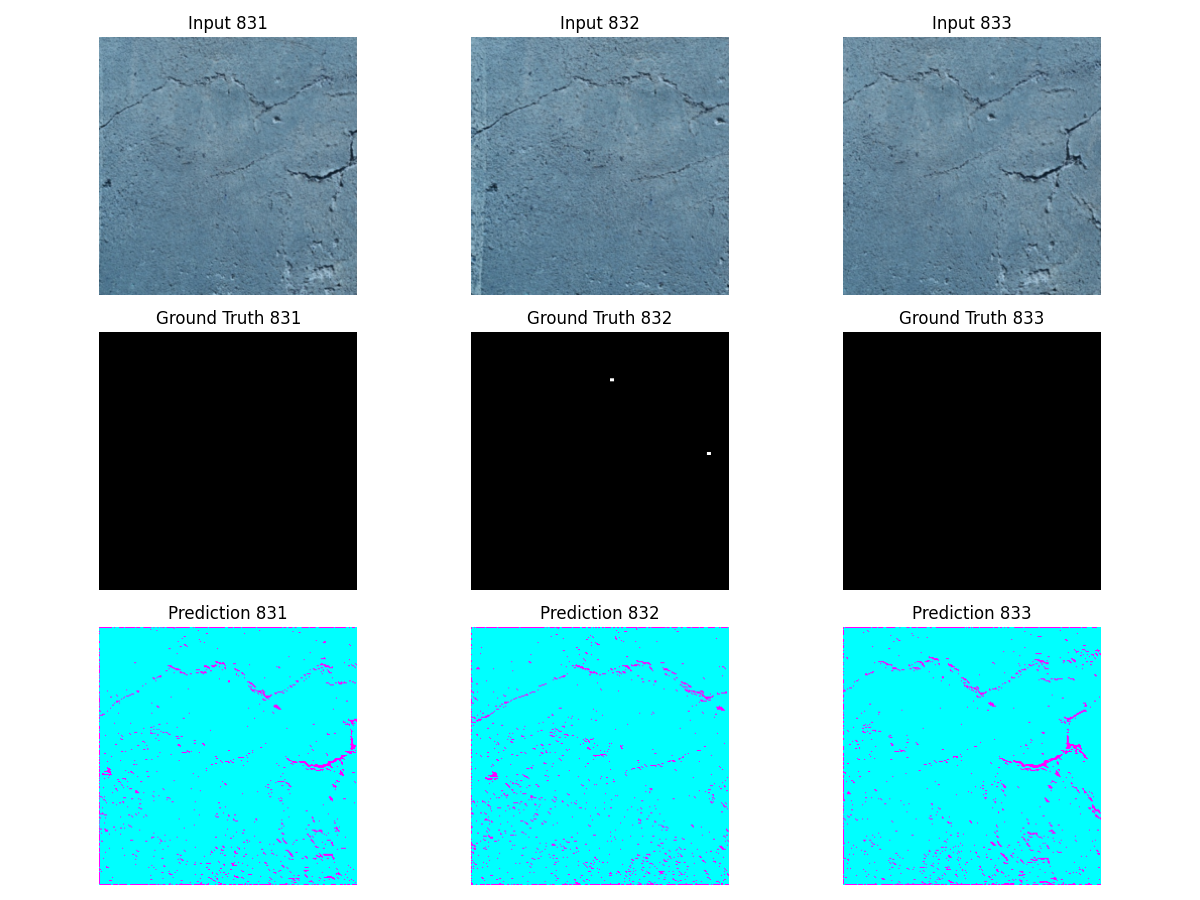 Input 831
Input 832
Input 833
Ground Truth 831
Ground Truth 832
Ground Truth 833
Prediction 831
Prediction 832
Prediction 833